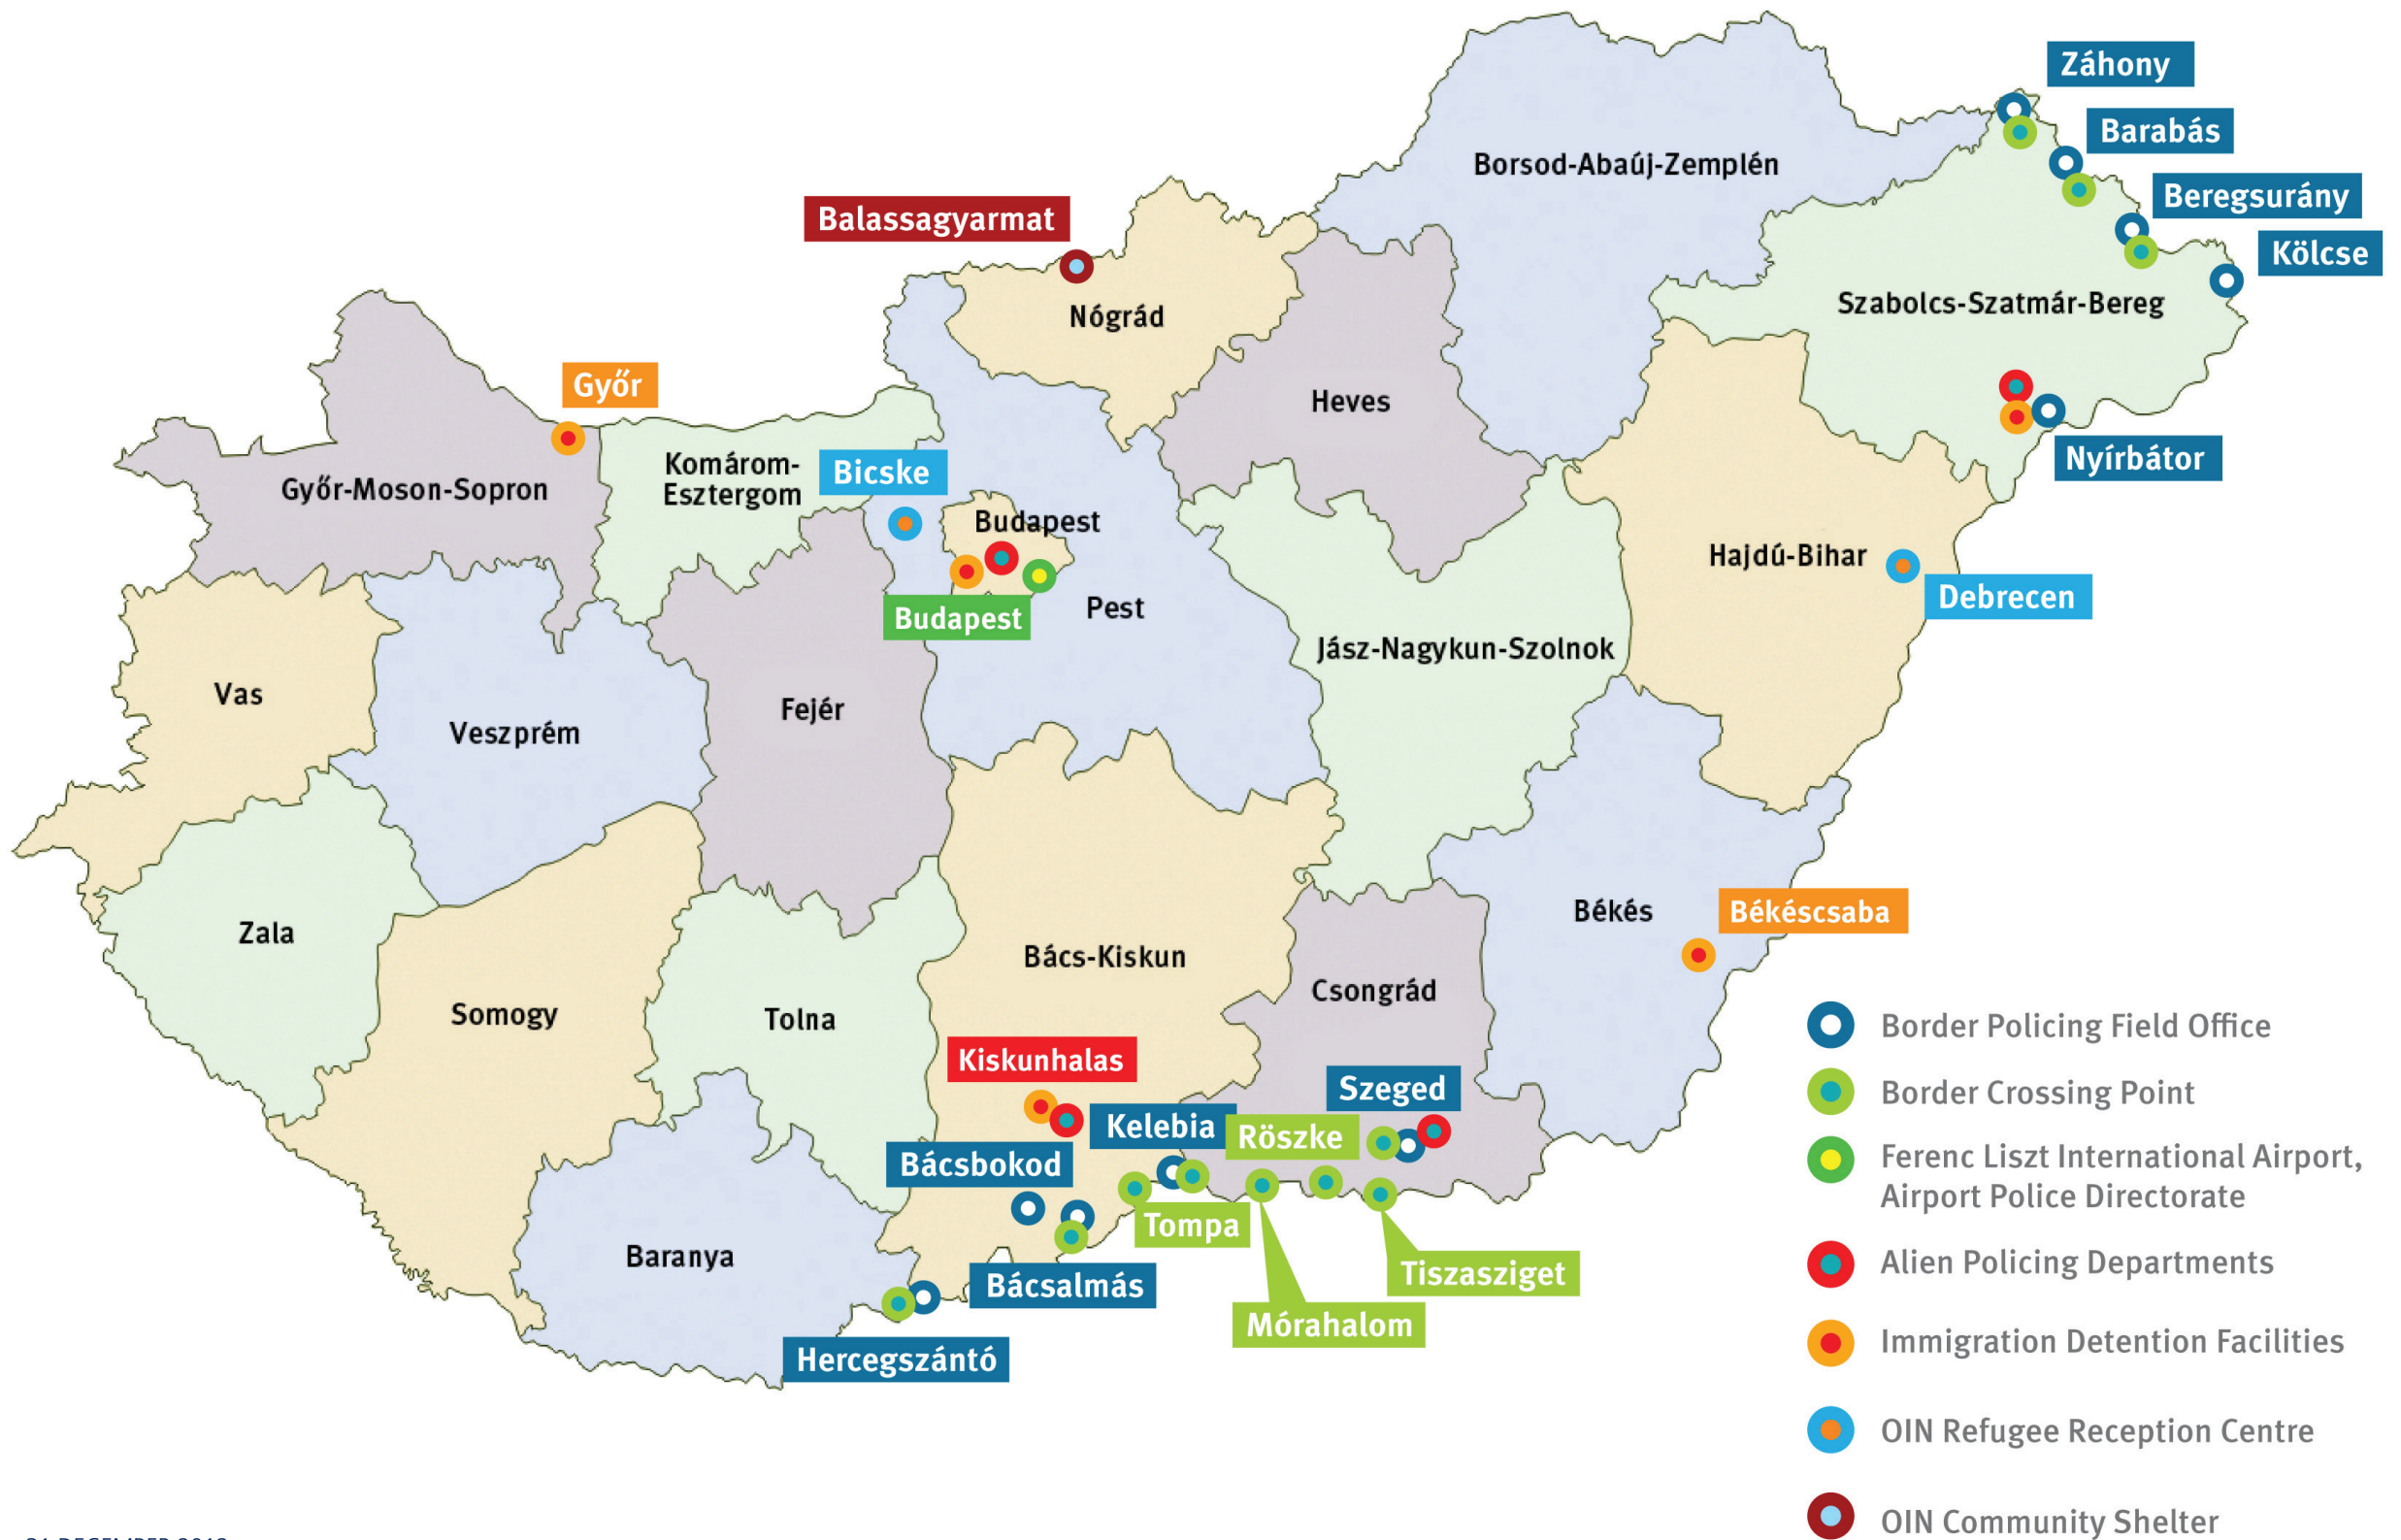 Záhony
Barabás
Borsod-Abaúj-Zemplén
Beregsurány
Balassagyarmat
Kölcse
Szabolcs-Szatmár-Bereg
Nógrád
Győr
Heves
Nyírbátor
Komárom-
Esztergom
Bicske
Győr-Moson-Sopron
Budapest
Hajdú-Bihar
Debrecen
Pest
Budapest
Jász-Nagykun-Szolnok
Vas
Fejér
Veszprém
Békés
Békéscsaba
Zala
Bács-Kiskun
Csongrád
Somogy
Tolna
Kiskunhalas
Szeged
Kelebia
Röszke
Bácsbokod
Tompa
Baranya
Tiszasziget
Bácsalmás
Mórahalom
Hercegszántó
Border Policing Field Office
Border Crossing Point
Ferenc Liszt International Airport,
Airport Police Directorate
Alien Policing Departments
Immigration Detention Facilities
OIN Refugee Reception Centre
OIN Community Shelter